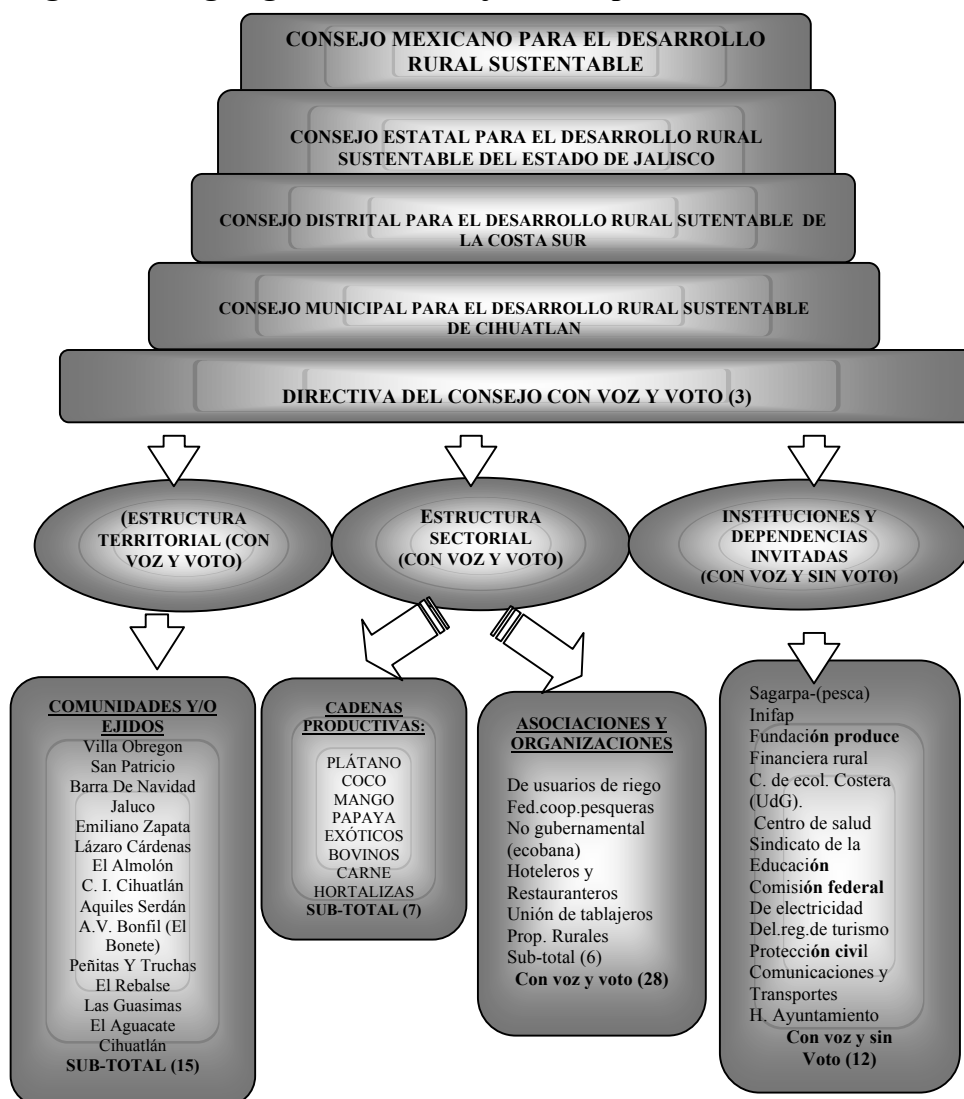 CONSEJO MEXICANO PARA EL DESARROLLO
RURAL SUSTENTABLE
CONSEJO ESTATAL PARA EL DESARROLLO RURAL
SUSTENTABLE DEL ESTADO DE JALISCO
CONSEJO DISTRITAL PARA EL DESARROLLO RURAL SUTENTABLE DE
LA COSTA SUR
CONSEJO MUNICIPAL PARA EL DESARROLLO RURAL SUSTENTABLE
DE CIHUATLAN
DIRECTIVA DEL CONSEJO CON VOZ Y VOTO (3)
(ESTRUCTURA
TERRITORIAL (CON
VOZ Y VOTO)
ESTRUCTURA
SECTORIAL
(CON VOZ Y VOTO)
INSTITUCIONES Y
DEPENDENCIAS
INVITADAS
(CON VOZ Y SIN VOTO)
COMUNIDADES Y/O
EJIDOS
Villa Obregon
San Patricio
Barra De Navidad
Jaluco
Emiliano Zapata
Lázaro Cárdenas
El Almolón
C. I. Cihuatlán
Aquiles Serdán
A.V. Bonfil (El
Bonete)
Peñitas Y Truchas
El Rebalse
Las Guasimas
El Aguacate
Cihuatlán
SUB-TOTAL (15)
CADENAS
PRODUCTIVAS:
PLÁTANO
COCO
MANGO
PAPAYA
EXÓTICOS
BOVINOS
CARNE
HORTALIZAS
SUB-TOTAL (7)
ASOCIACIONES Y
ORGANIZACIONES
De usuarios de riego
Fed.coop.pesqueras
No gubernamental
(ecobana)
Hoteleros y
Restauranteros
Unión de tablajeros
Prop. Rurales
Sub-total (6)
Con voz y voto (28)
Sagarpa-(pesca)
Inifap
Fundación produce
Financiera rural
C. de ecol. Costera
(UdG).
Centro de salud
Sindicato de la
Educación
Comisión federal
De electricidad
Del.reg.de turismo
Protección civil
Comunicaciones y
Transportes
H. Ayuntamiento
Con voz y sin
Voto (12)